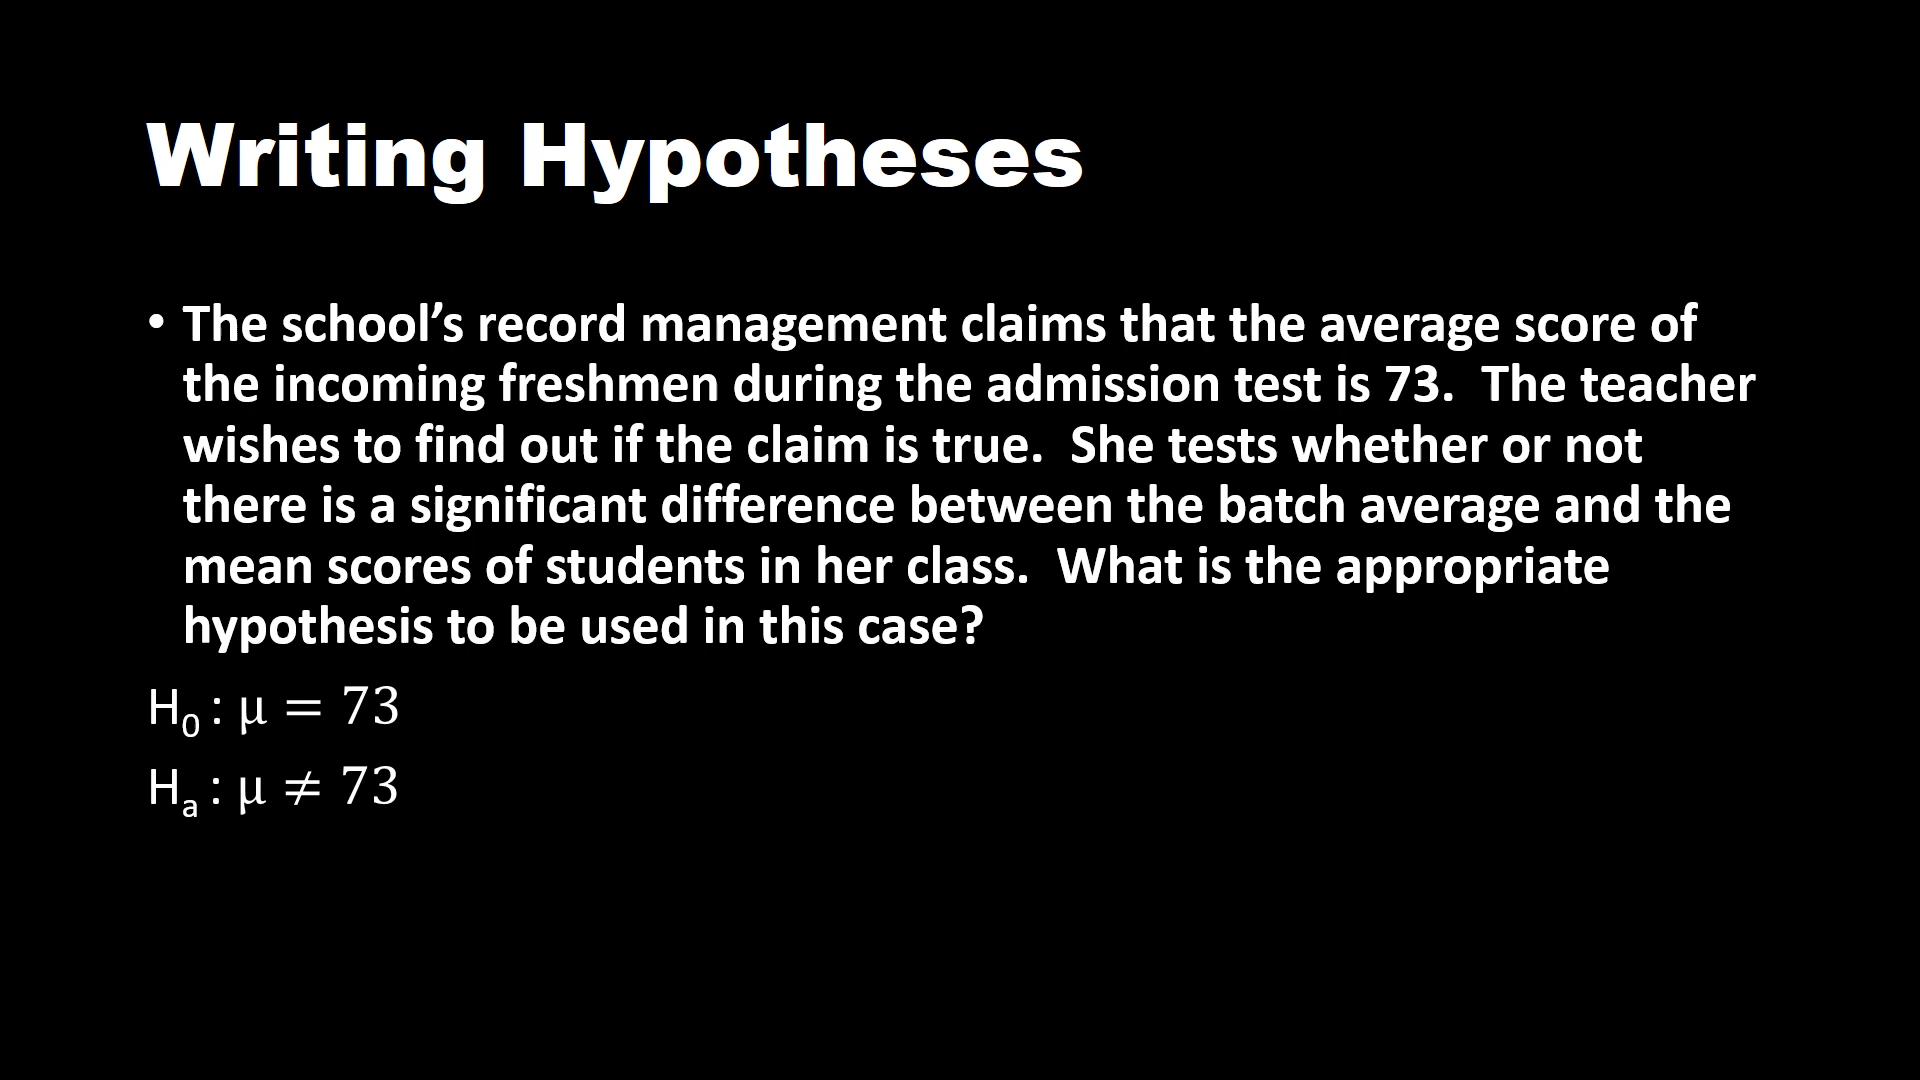 Writing Hypotheses
• The school’s record management claims that the average score of
the incoming freshmen during the admission test is 73.  The teacher
wishes to find out if the claim is true.  She tests whether or not
there is a significant difference between the batch average and the
mean scores of students in her class.  What is the appropriate
hypothesis to be used in this case?
H₀ : µ = 73
Hₐ : µ ≠ 73